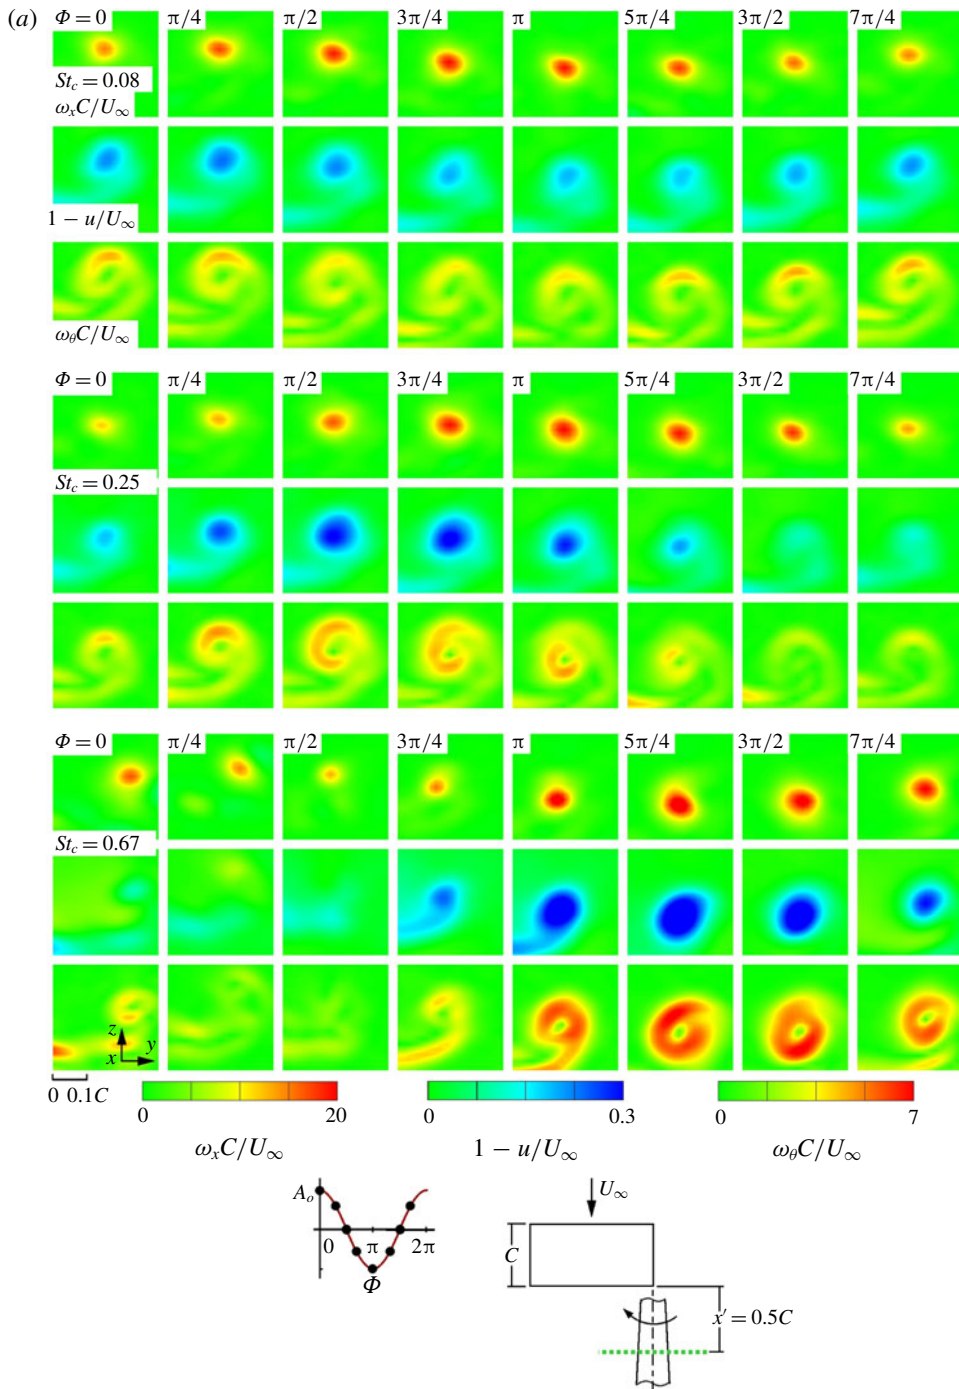 (a)
Φ = 0 π/4 π/2 3π/4 π 5π/4 3π/2 7π/4
St_c = 0.08
ω_xC/U_∞
1 − u/U_∞
ω_θC/U_∞
Φ = 0 π/4 π/2 3π/4 π 5π/4 3π/2 7π/4
St_c = 0.25
Φ = 0 π/4 π/2 3π/4 π 5π/4 3π/2 7π/4
St_c = 0.67
z
x y
0 0.1C
0 20 0 0.3 0 7
ω_xC/U_∞ 1 − u/U_∞ ω_θC/U_∞
A_o
0 π 2π
Φ
U_∞
C
x′ = 0.5C